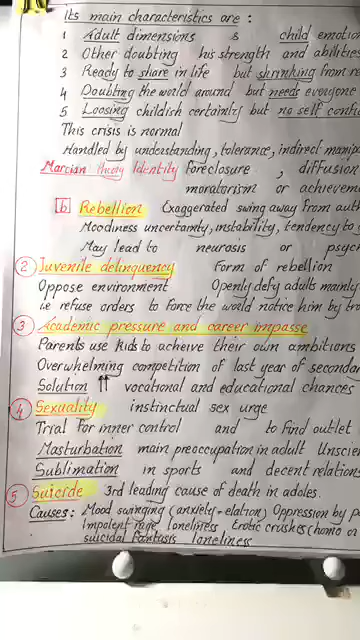 Its main characteristics are :
1 Adult dimensions & child emotio
2 Other doubting his strength and abilities
3 Ready to share in life but shrinking from re
4 Doubting the world around but needs everyone
5 Loosing childish certainty but no self contr
This crisis is normal
Handled by understanding, tolerance, indirect manip
Marcian theory Identity foreclosure , diffusion
moratorism or achieveme
b Rebellion Exaggerated swing away from auth
Moodiness uncertainty, instability, tendency to
May lead to neurosis or psyc
2 Juvenile delinquency Form of rebellion
Oppose environment Openly defy adults mainly
ie refuse orders to force the world notice him by tro
3 Academic pressure and career impasse
Parents use kids to acheive their own ambitions
Overwhelming competition of last year of seconda
Solution ↑↑ vocational and educational chances
4 Sexuality instinctual sex urge
Trial for inner control and to find outlet
Masturbation main preoccupation in adult Unscie
Sublimation in sports and decent relation
5 Suicide 3rd leading cause of death in adoles.
Causes : Mood swinging (anxiety-elation) Oppression by p
Impotent rage loneliness, Erotic crushes (homo or
suicidal fantasis loneliness